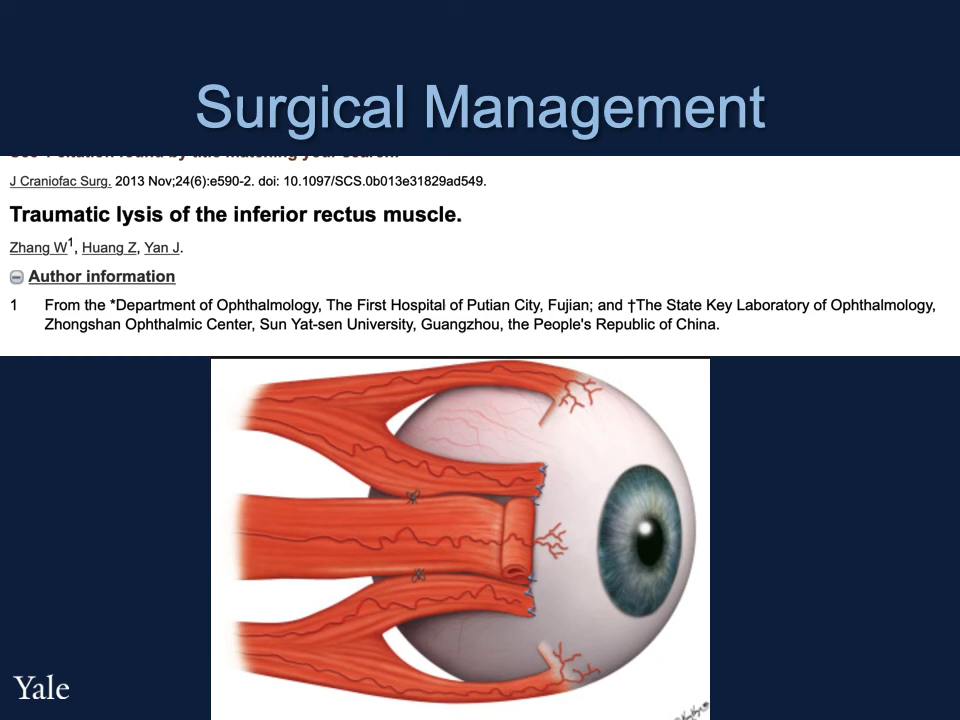 Surgical Management
J Craniofac Surg. 2013 Nov;24(6):e590-2. doi: 10.1097/SCS.0b013e31829ad549.
Traumatic lysis of the inferior rectus muscle.
Zhang W1, Huang Z, Yan J.
Author information
1 From the *Department of Ophthalmology, The First Hospital of Putian City, Fujian; and †The State Key Laboratory of Ophthalmology,
Zhongshan Ophthalmic Center, Sun Yat-sen University, Guangzhou, the People's Republic of China.
Yale